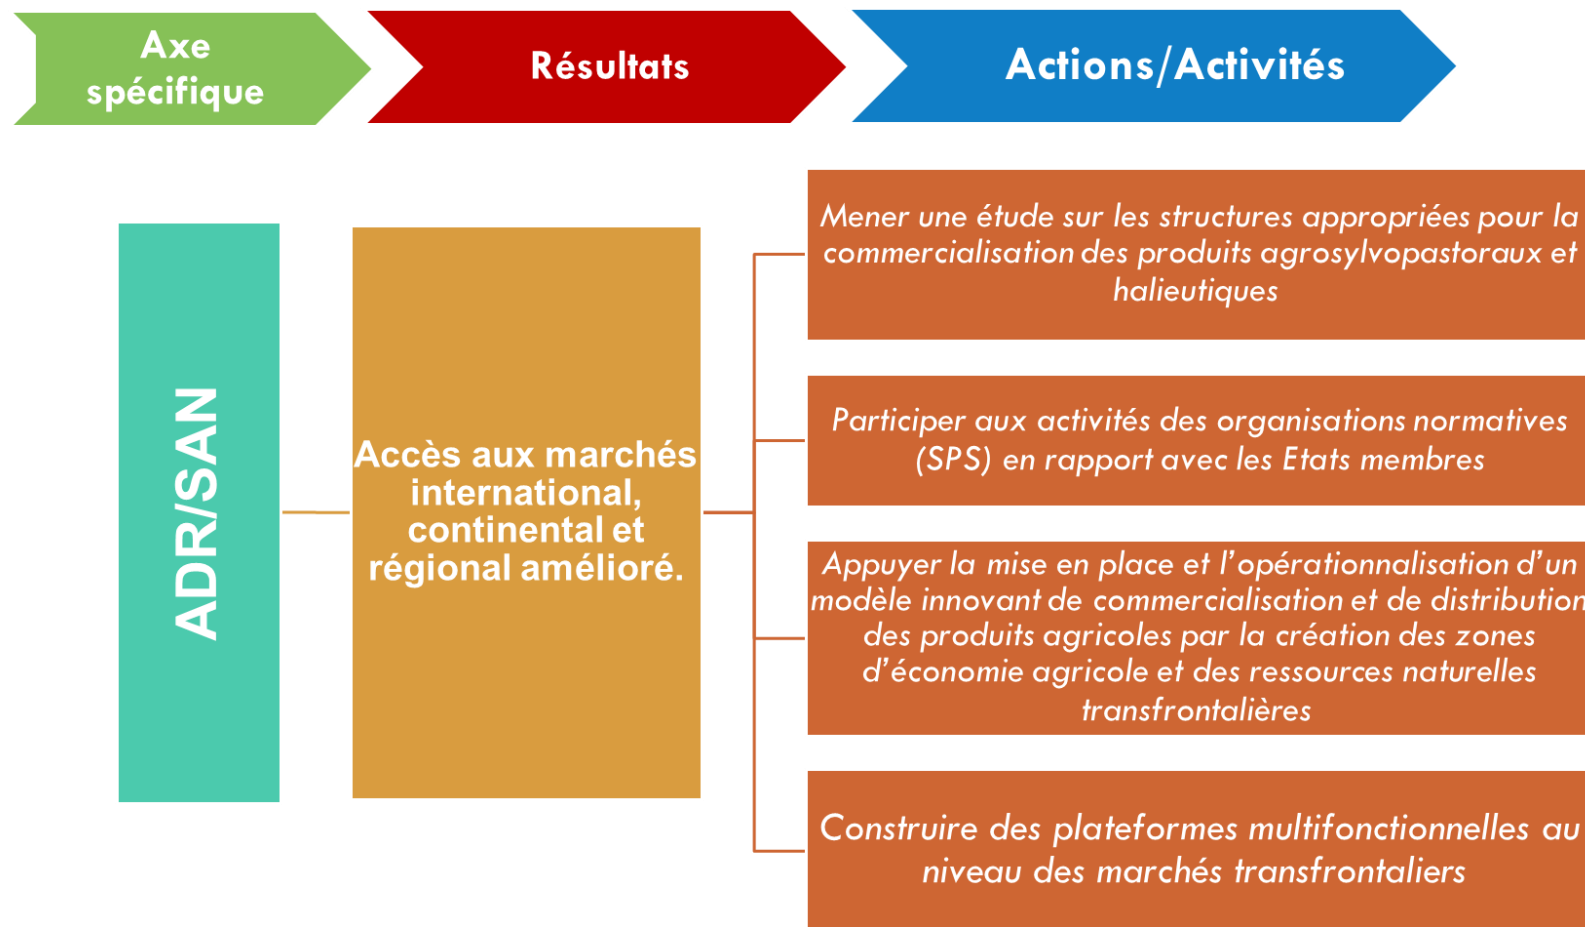 Axe
spécifique
Résultats
Actions/Activités
ADR/SAN
Accès aux marchés
international,
continental et
régional amélioré.
Mener une étude sur les structures appropriées pour la
commercialisation des produits agrosylvopastoraux et
halieutiques
Participer aux activités des organisations normatives
(SPS) en rapport avec les Etats membres
Appuyer la mise en place et l’opérationnalisation d’un
modèle innovant de commercialisation et de distribution
des produits agricoles par la création des zones
d’économie agricole et des ressources naturelles
transfrontalières
Construire des plateformes multifonctionnelles au
niveau des marchés transfrontaliers